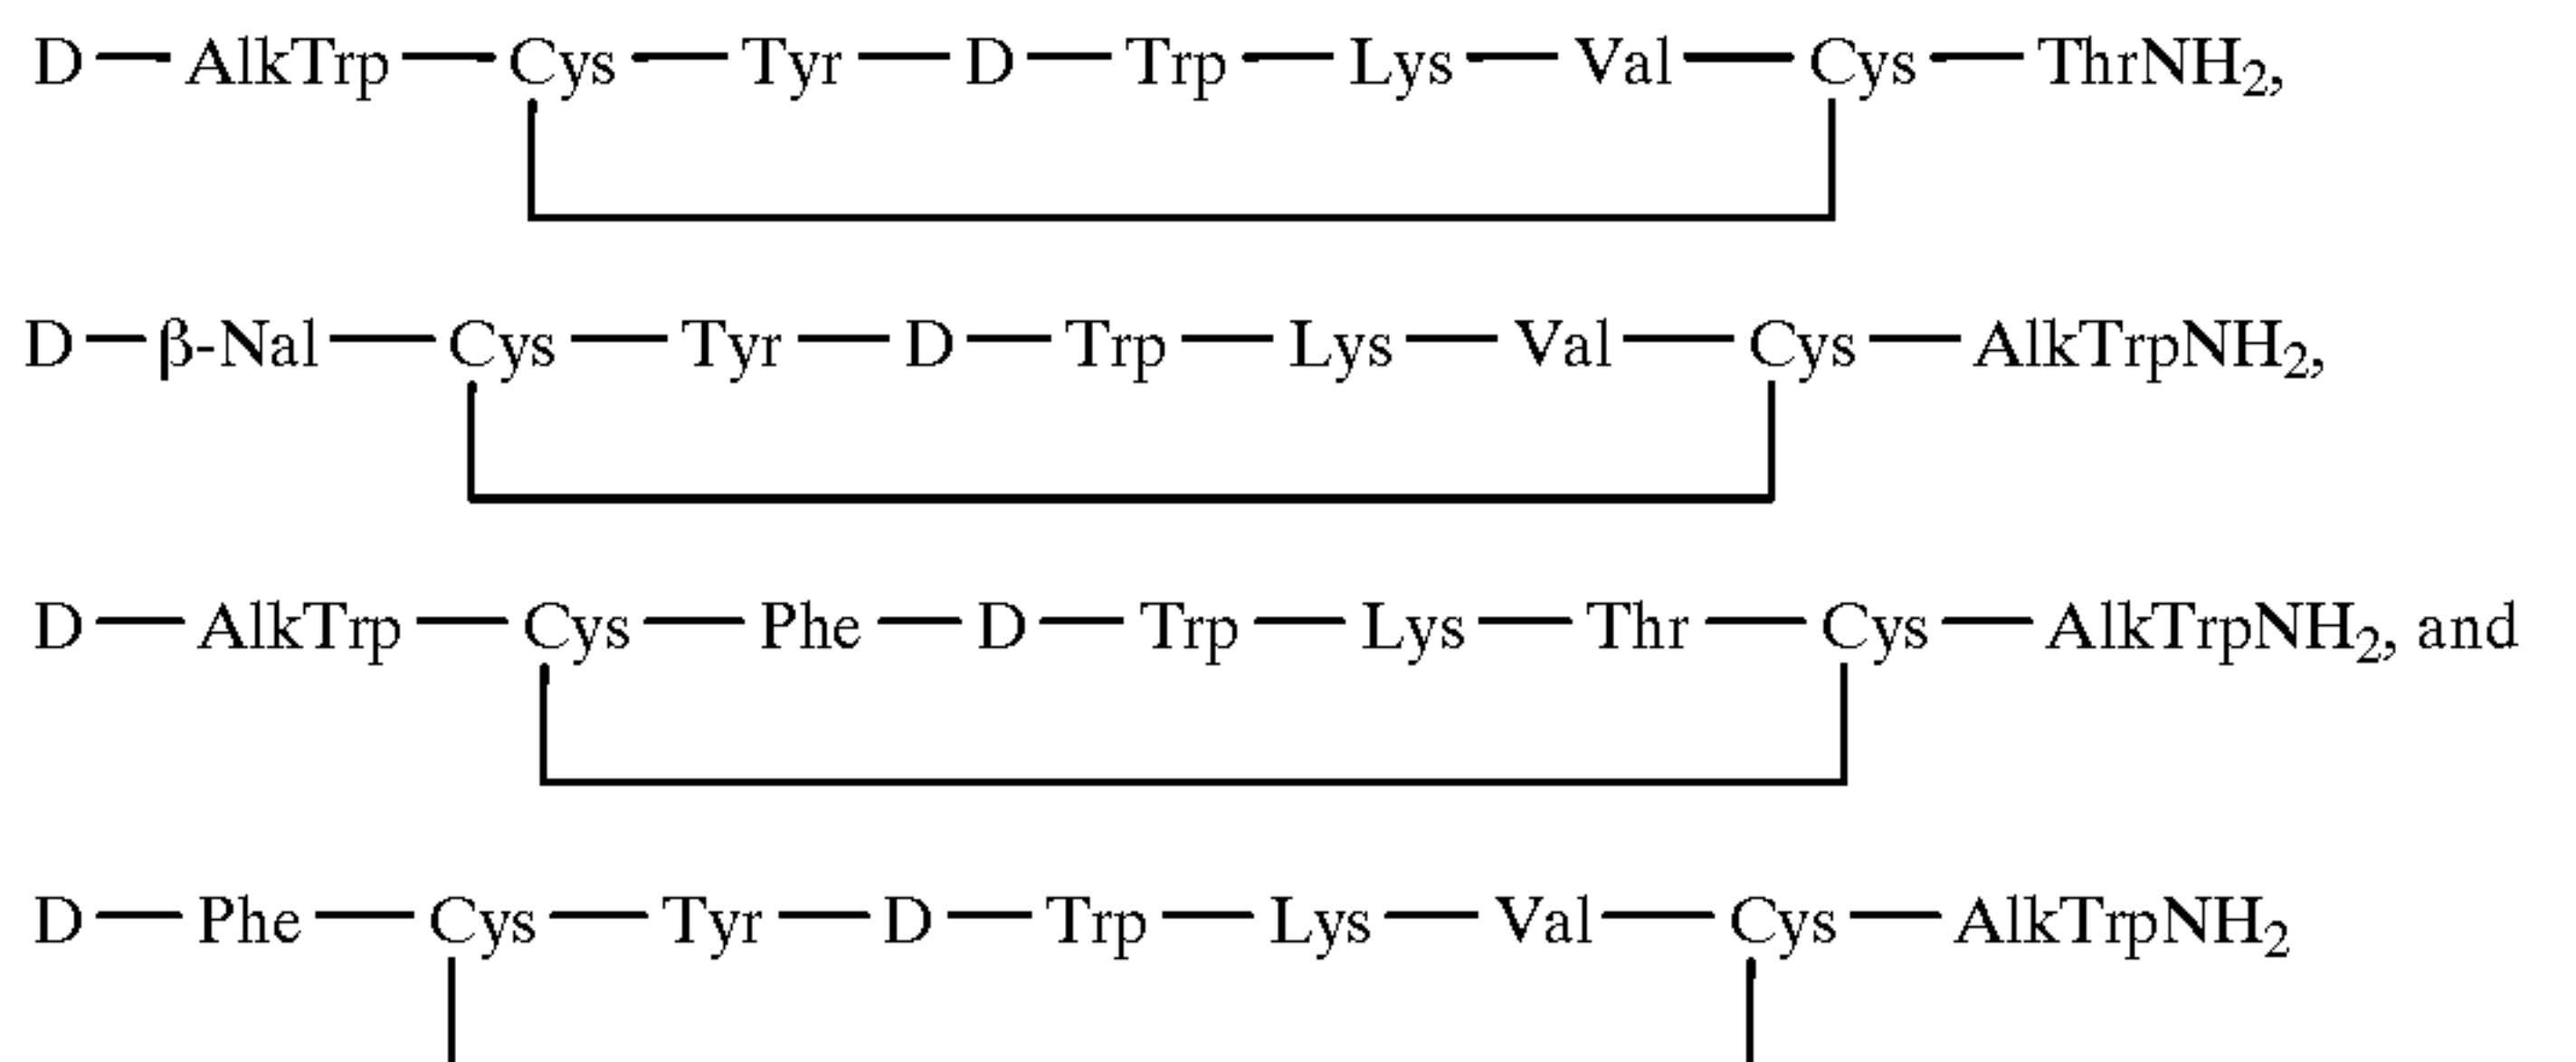 D—AlkTrp—Cys—Tyr—D—Trp—Lys—Val—Cys—ThrNH₂,
D—β-Nal—Cys—Tyr—D—Trp—Lys—Val—Cys—AlkTrpNH₂,
D—AlkTrp—Cys—Phe—D—Trp—Lys—Thr—Cys—AlkTrpNH₂, and
D—Phe—Cys—Tyr—D—Trp—Lys—Val—Cys—AlkTrpNH₂